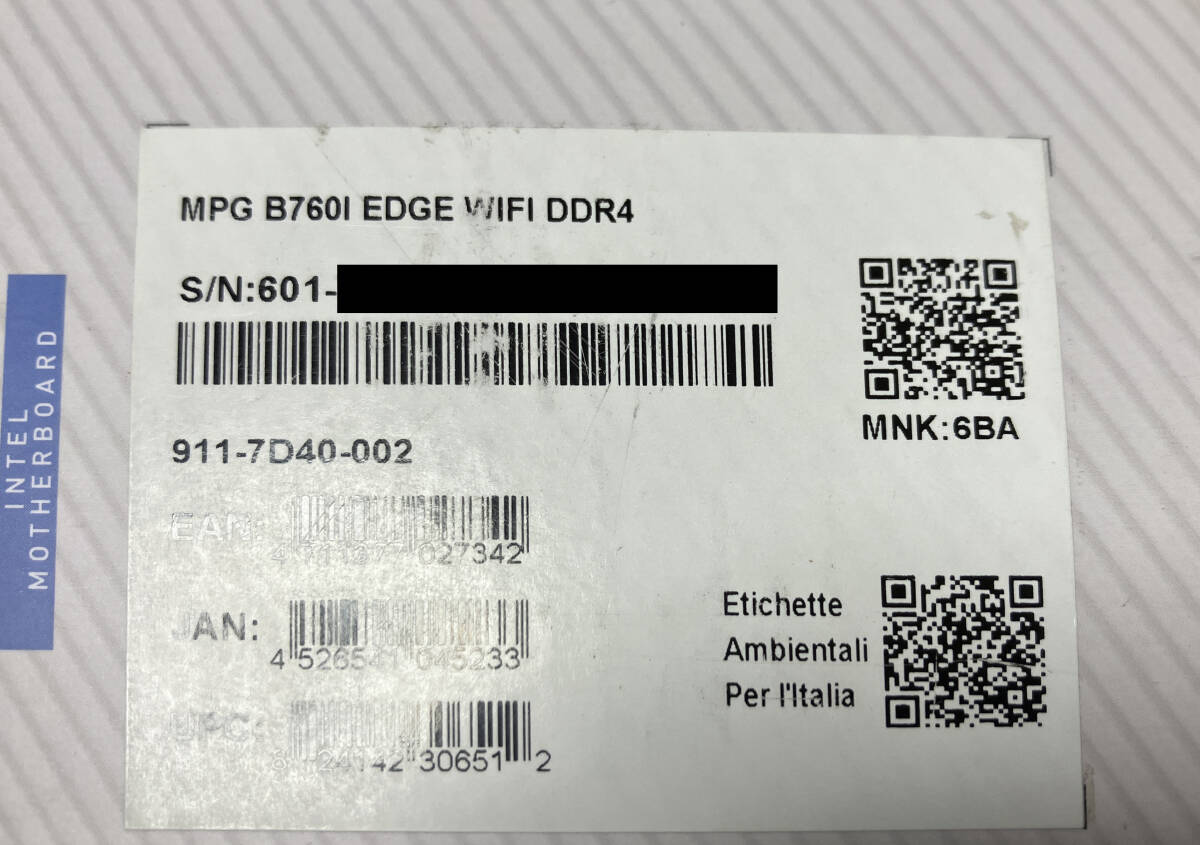 MPG B760I EDGE WIFI DDR4
S/N:601-
MNK:6BA
911-7D40-002
EAN:
027342
JAN:
4 526541 045233
UPC:
24142 30651 2
Etichette
Ambientali
Per l'Italia
INTEL
MOTHERBOARD